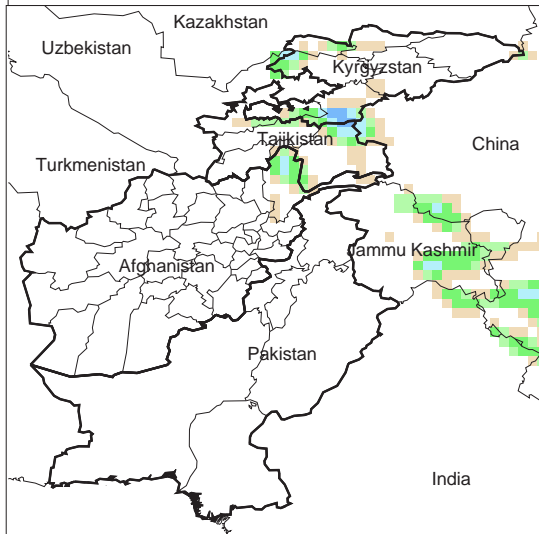 Kazakhstan
Uzbekistan
Kyrgyzstan
Tajikistan
China
Turkmenistan
Jammu Kashmir
Afghanistan
Pakistan
India